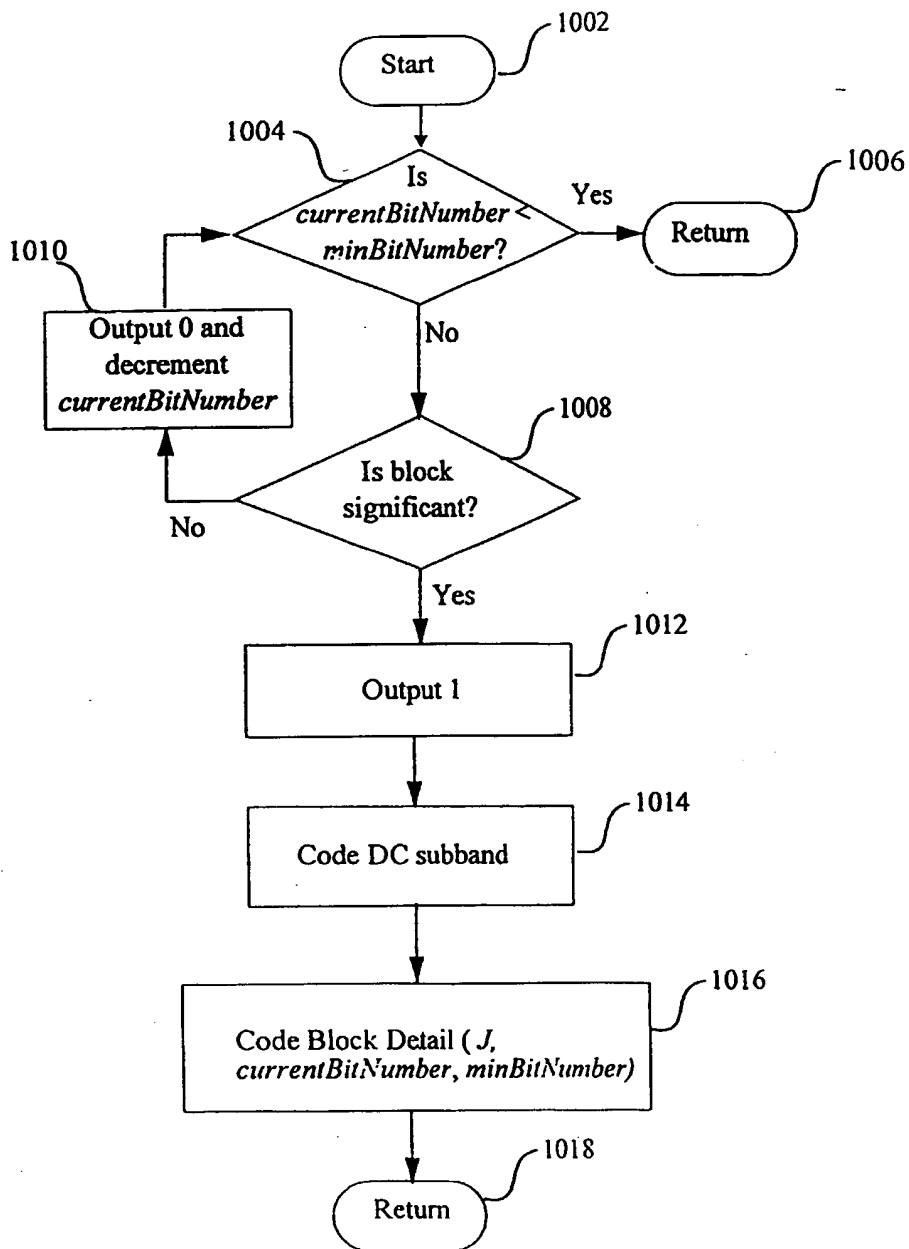 1002
Start
1004
Is
currentBitNumber <
minBitNumber?
Yes
1006
Return
1010
Output 0 and
decrement
currentBitNumber
No
1008
Is block
significant?
No
Yes
1012
Output 1
1014
Code DC subband
1016
Code Block Detail ( J,
currentBitNumber, minBitNumber)
1018
Return